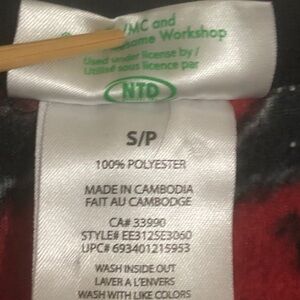 /MC and
some Workshop
Used under license by /
Utilisé sous licence par
NTD
S/P
100% POLYESTER
MADE IN CAMBODIA
FAIT AU CAMBODGE
CA# 33990
STYLE# EE312SE3060
UPC# 693401215953
WASH INSIDE OUT
LAVER A L'ENVERS
WASH WITH LIKE COLORS